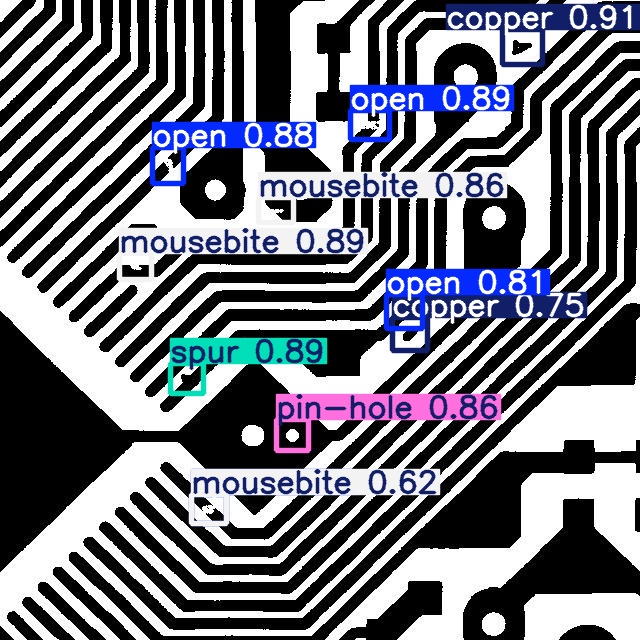 copper 0.91
open 0.89
open 0.88
mousebite 0.86
mousebite 0.89
open 0.81
copper 0.75
spur 0.89
pin-hole 0.86
mousebite 0.62